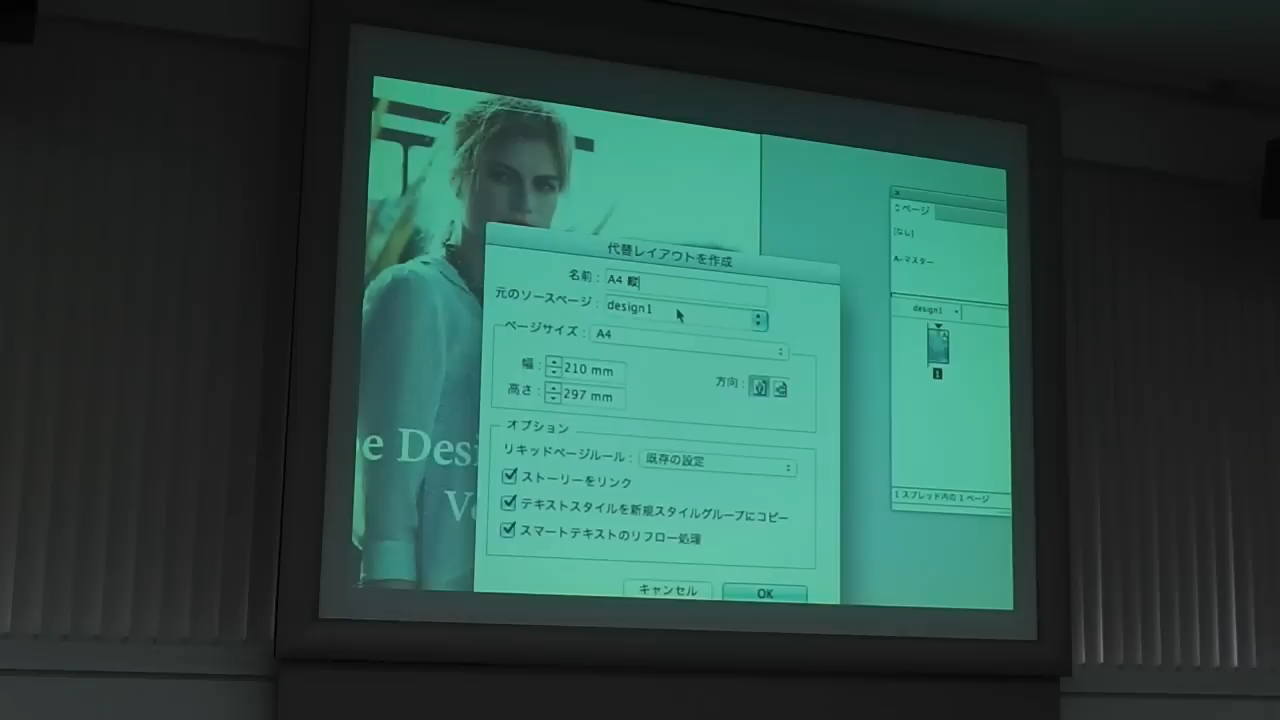 代替レイアウトを作成
名前：A4 縦
元のソースページ：design1
ページサイズ：A4
幅：210 mm
方向：
高さ：297 mm
オプション
リキッドページルール：既存の設定
ストーリーをリンク
テキストスタイルを新規スタイルグループにコピー
スマートテキストのリフロー処理
キャンセル
OK
e Desi
V
ページ
[なし]
A-マスター
design1
A
1
1 スプレッド内の 1 ページ